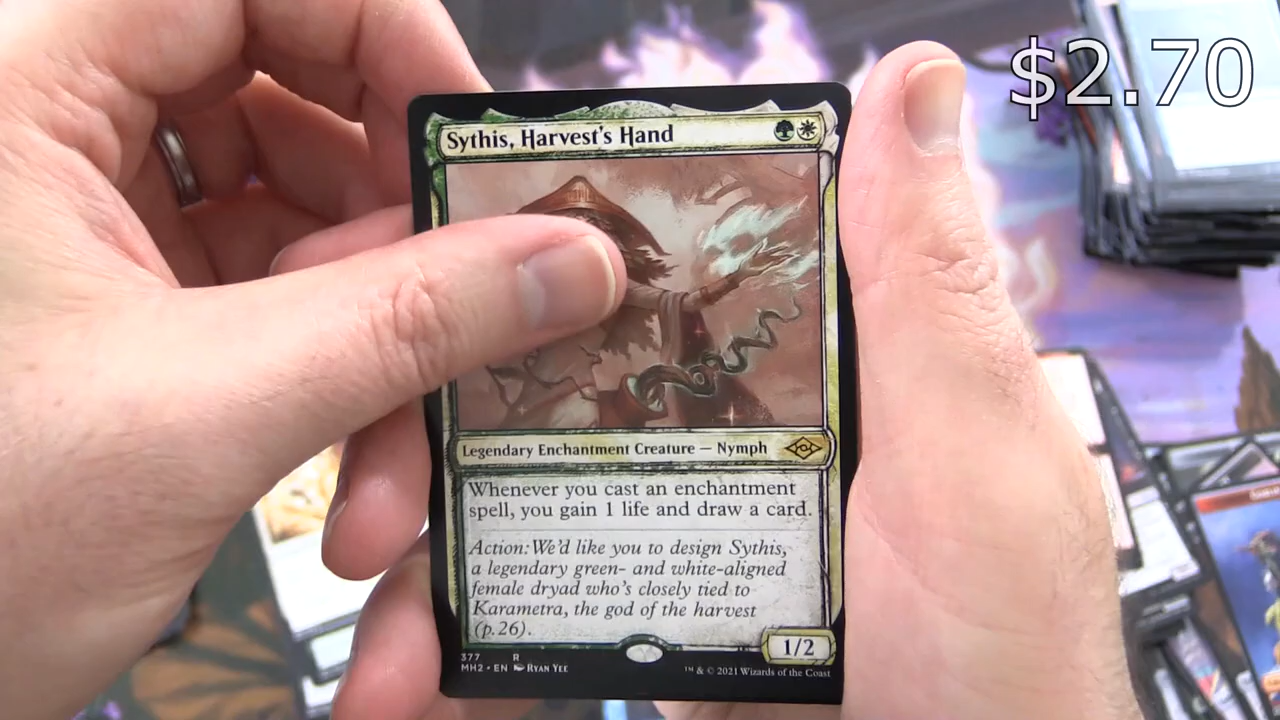 $2.70
Sythis, Harvest's Hand
Legendary Enchantment Creature — Nymph
Whenever you cast an enchantment
spell, you gain 1 life and draw a card.
Action: We'd like you to design Sythis,
a legendary green- and white-aligned
female dryad who's closely tied to
Karametra, the god of the harvest
(p.26).
1/2
377 R
MH2 • EN Ryan Yee
™ & © 2021 Wizards of the Coast